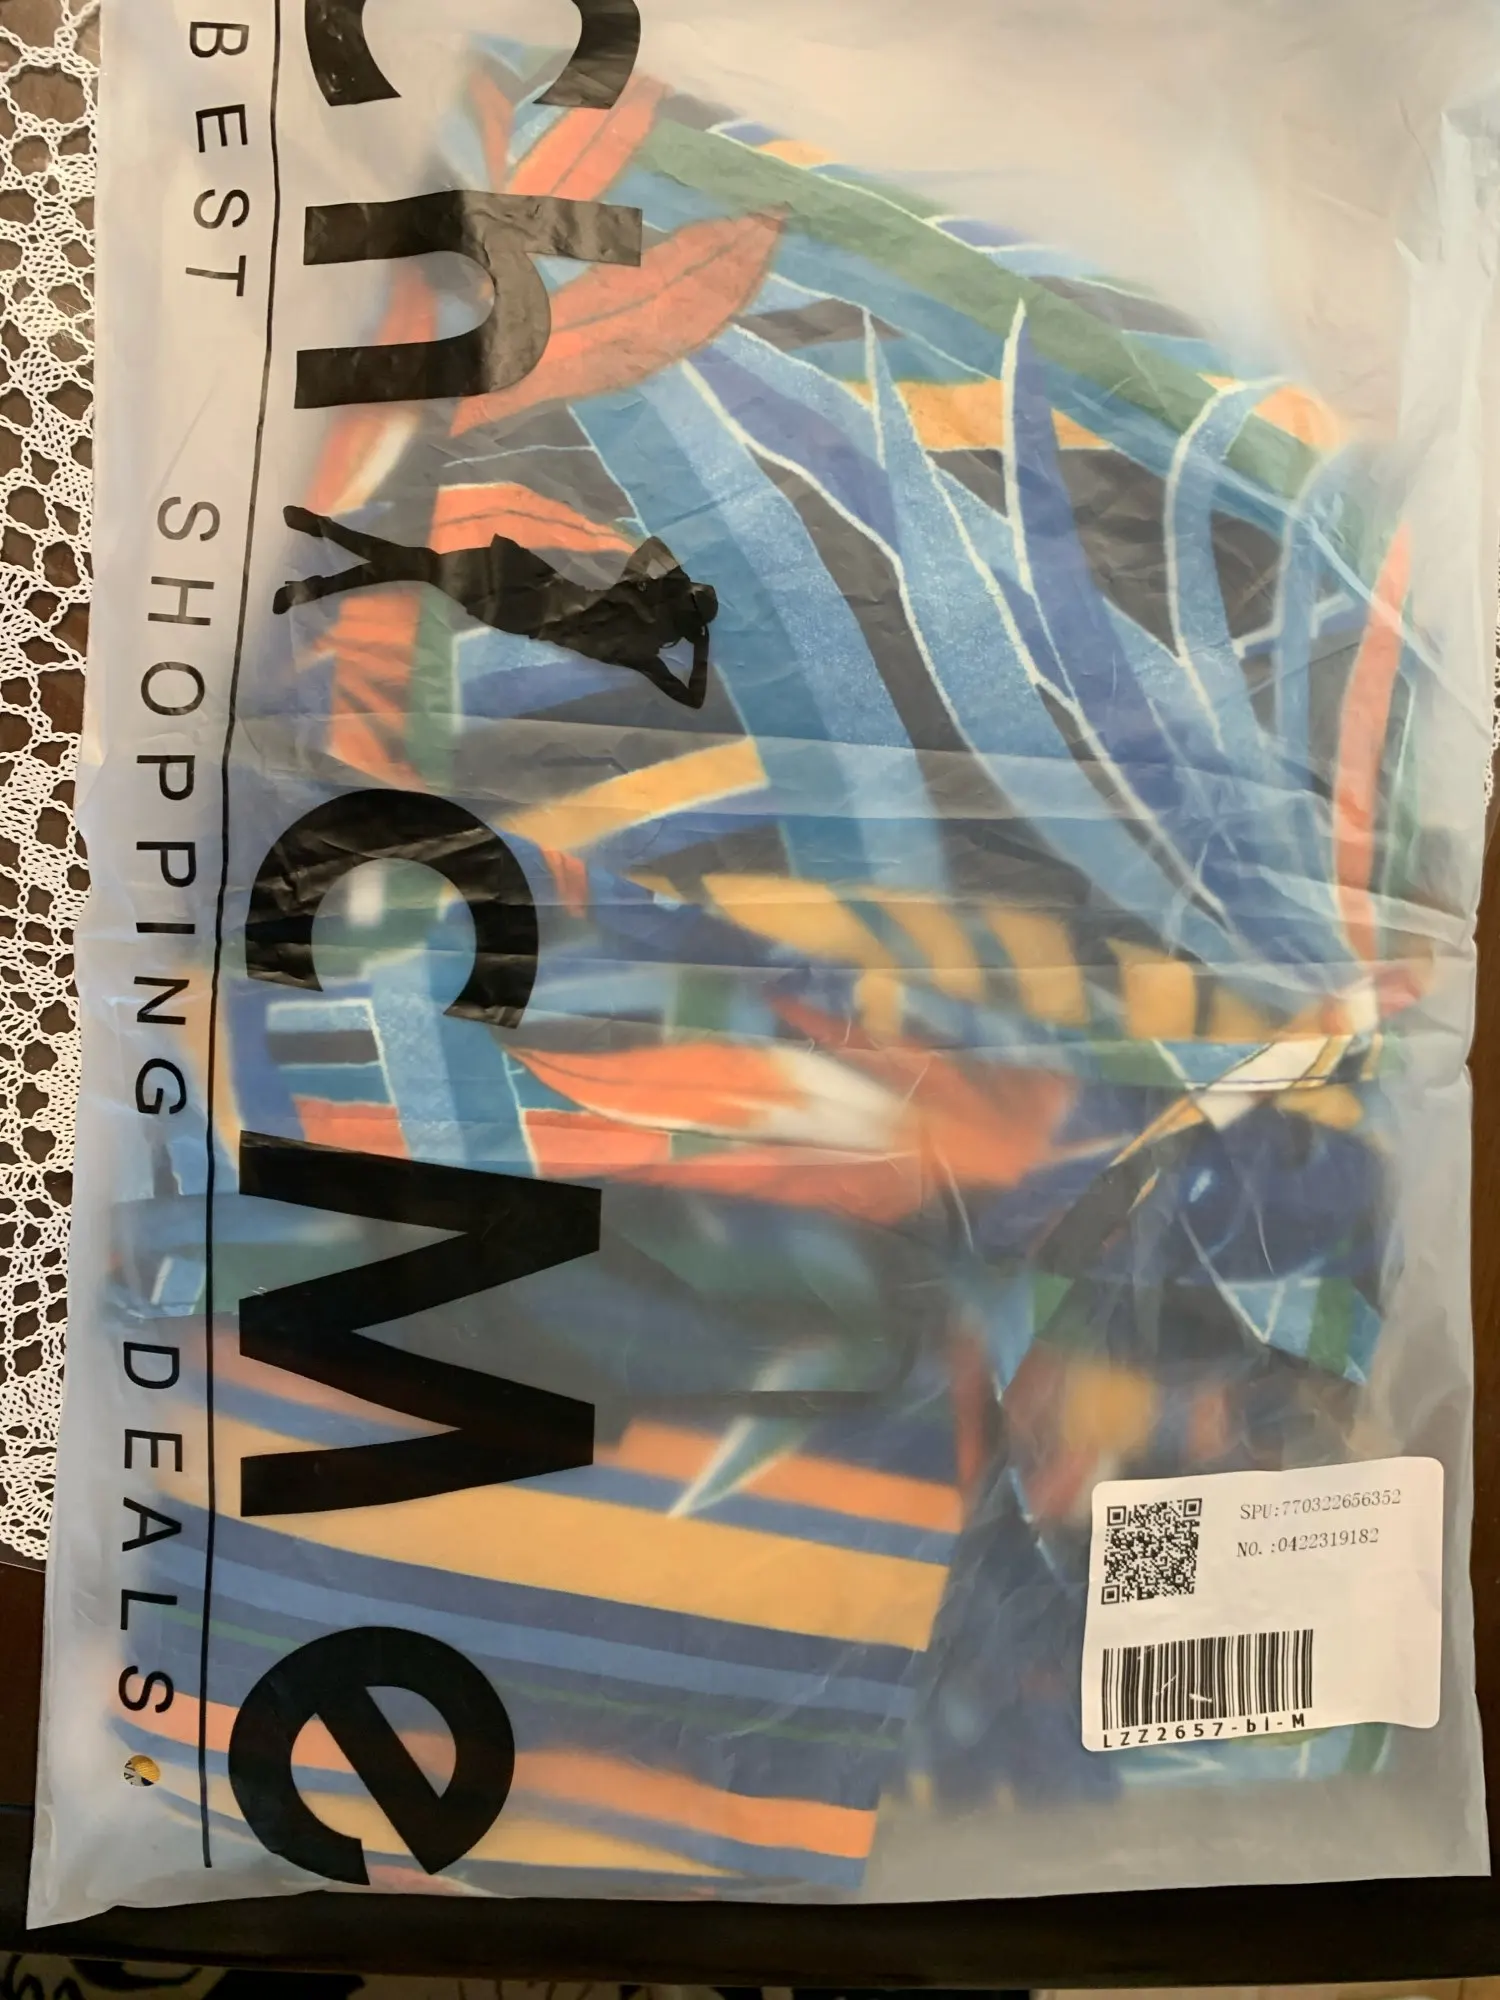 chicMe
BEST SHOPPING DEALS
SPU:770322656352
NO.:0422319182
LZZ2657-bl-M